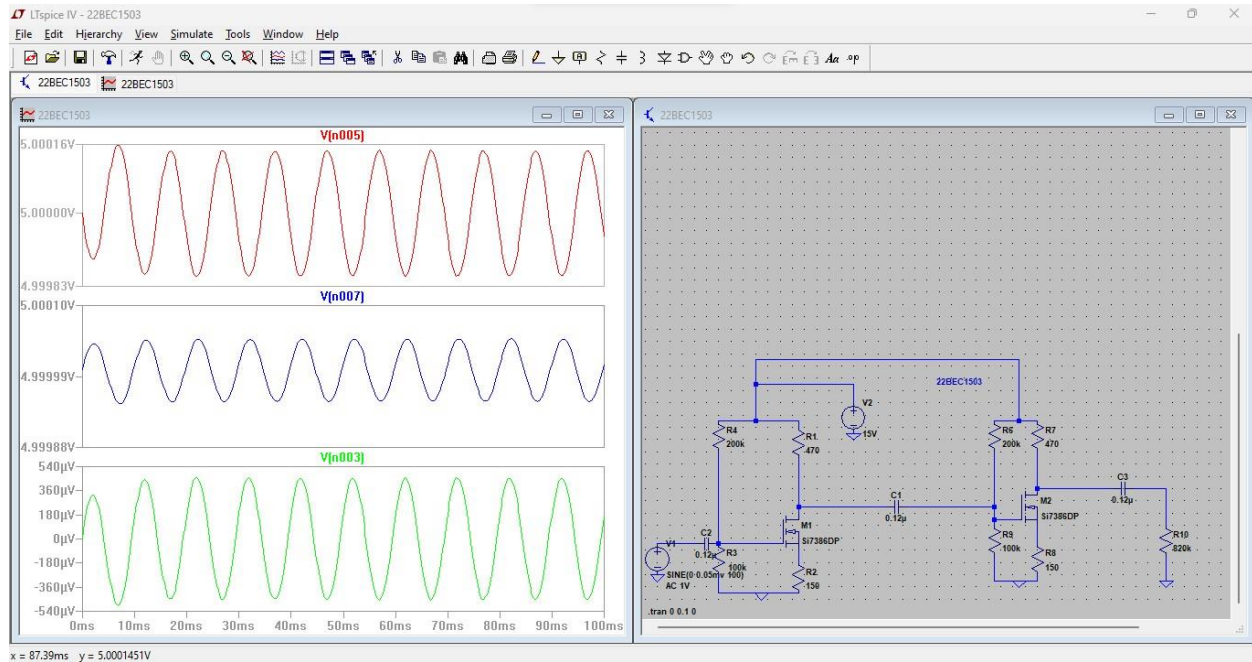 LTspice IV - 22BEC1503
File Edit Hierarchy View Simulate Tools Window Help
Aa .op
22BEC1503 22BEC1503
22BEC1503
V(n005)
5.00016V
5.00000V
4.99983V
V(n007)
5.00010V
4.99999V
4.99988V
V(n003)
540µV
360µV
180µV
0µV
-180µV
-360µV
-540µV
0ms 10ms 20ms 30ms 40ms 50ms 60ms 70ms 80ms 90ms 100ms
22BEC1503
22BEC1503
V2
15V
R4
200k
R1
470
R6
200k
R7
470
C3
0.12µ
C1
0.12µ
M2
Si7386DP
M1
Si7386DP
C2
0.12µ
V1
SINE(0 0.05mv 100)
AC 1V
R3
100k
R2
150
R9
100k
R8
150
R10
820k
.tran 0 0.1 0
x = 87.39ms y = 5.0001451V